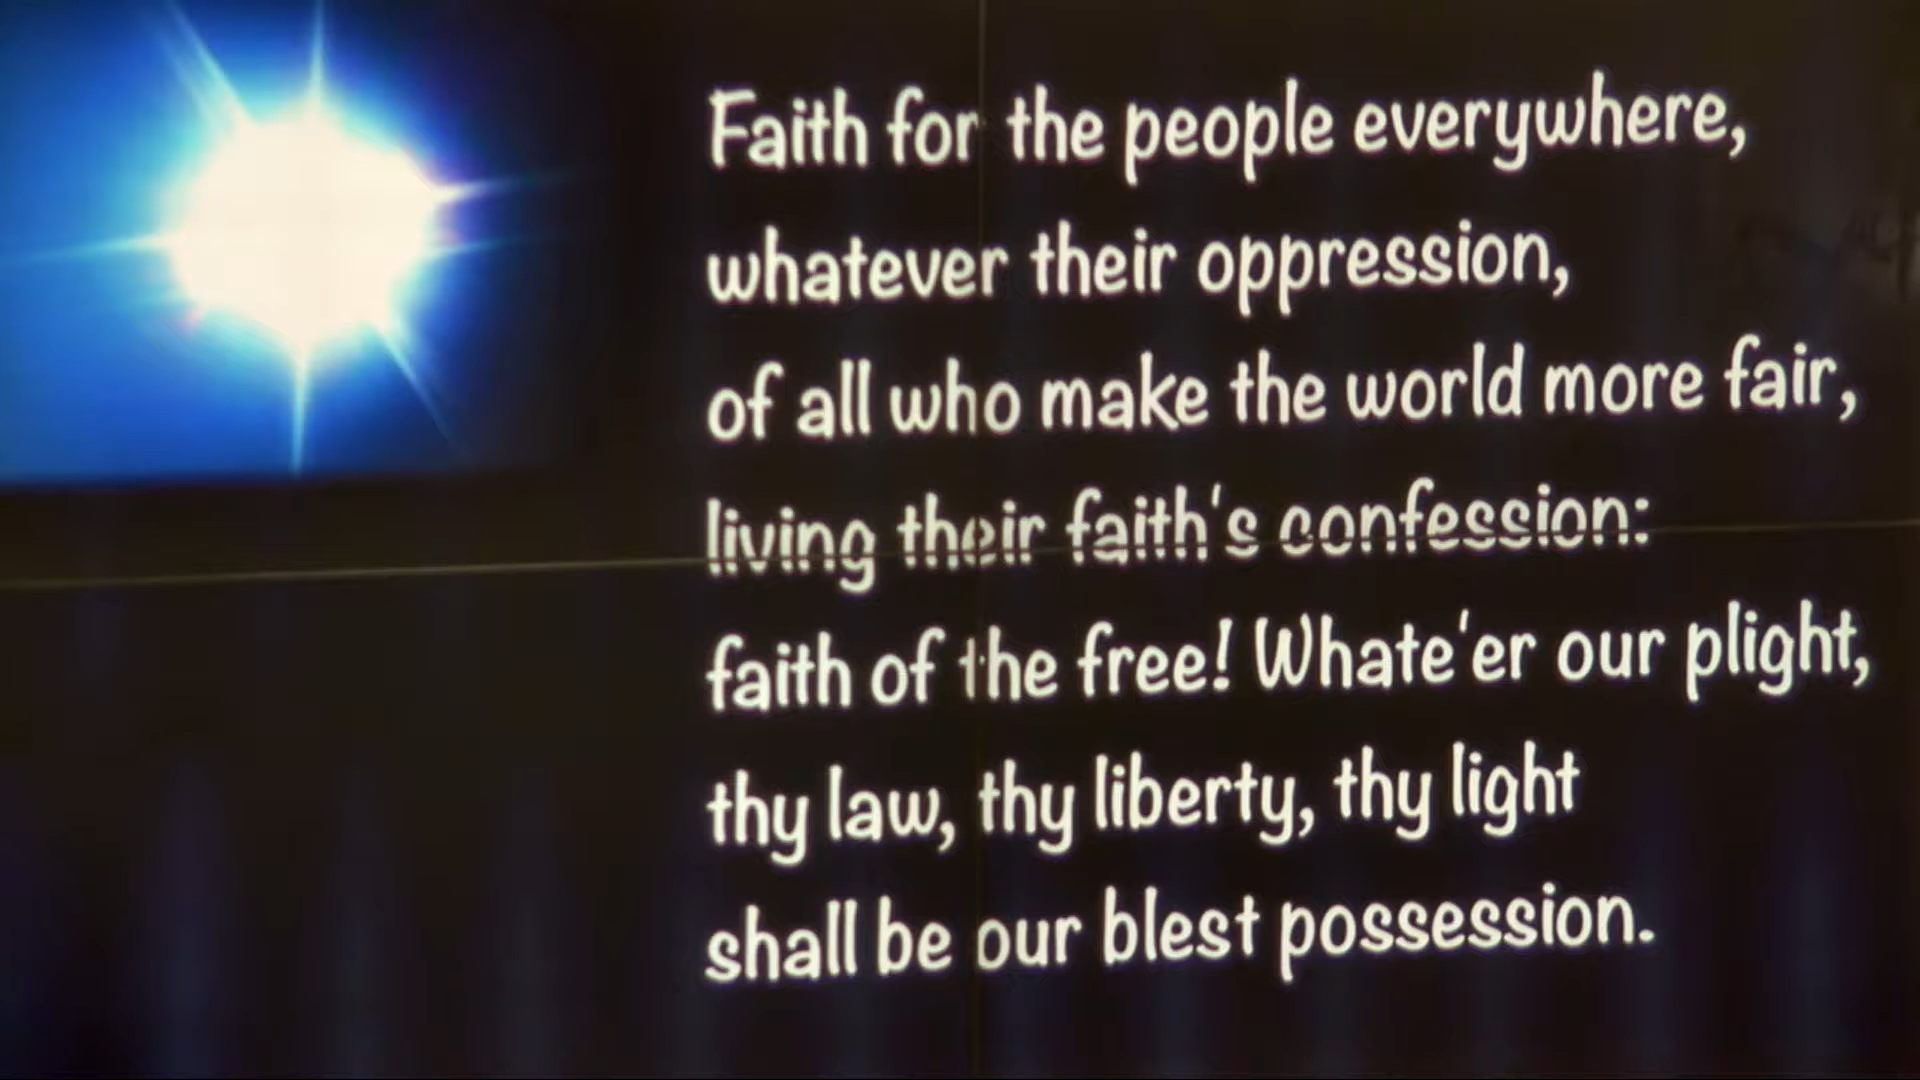 Faith for the people everywhere,
whatever their oppression,
of all who make the world more fair,
living their faith's confession:
faith of the free! Whate'er our plight,
thy law, thy liberty, thy light
shall be our blest possession.